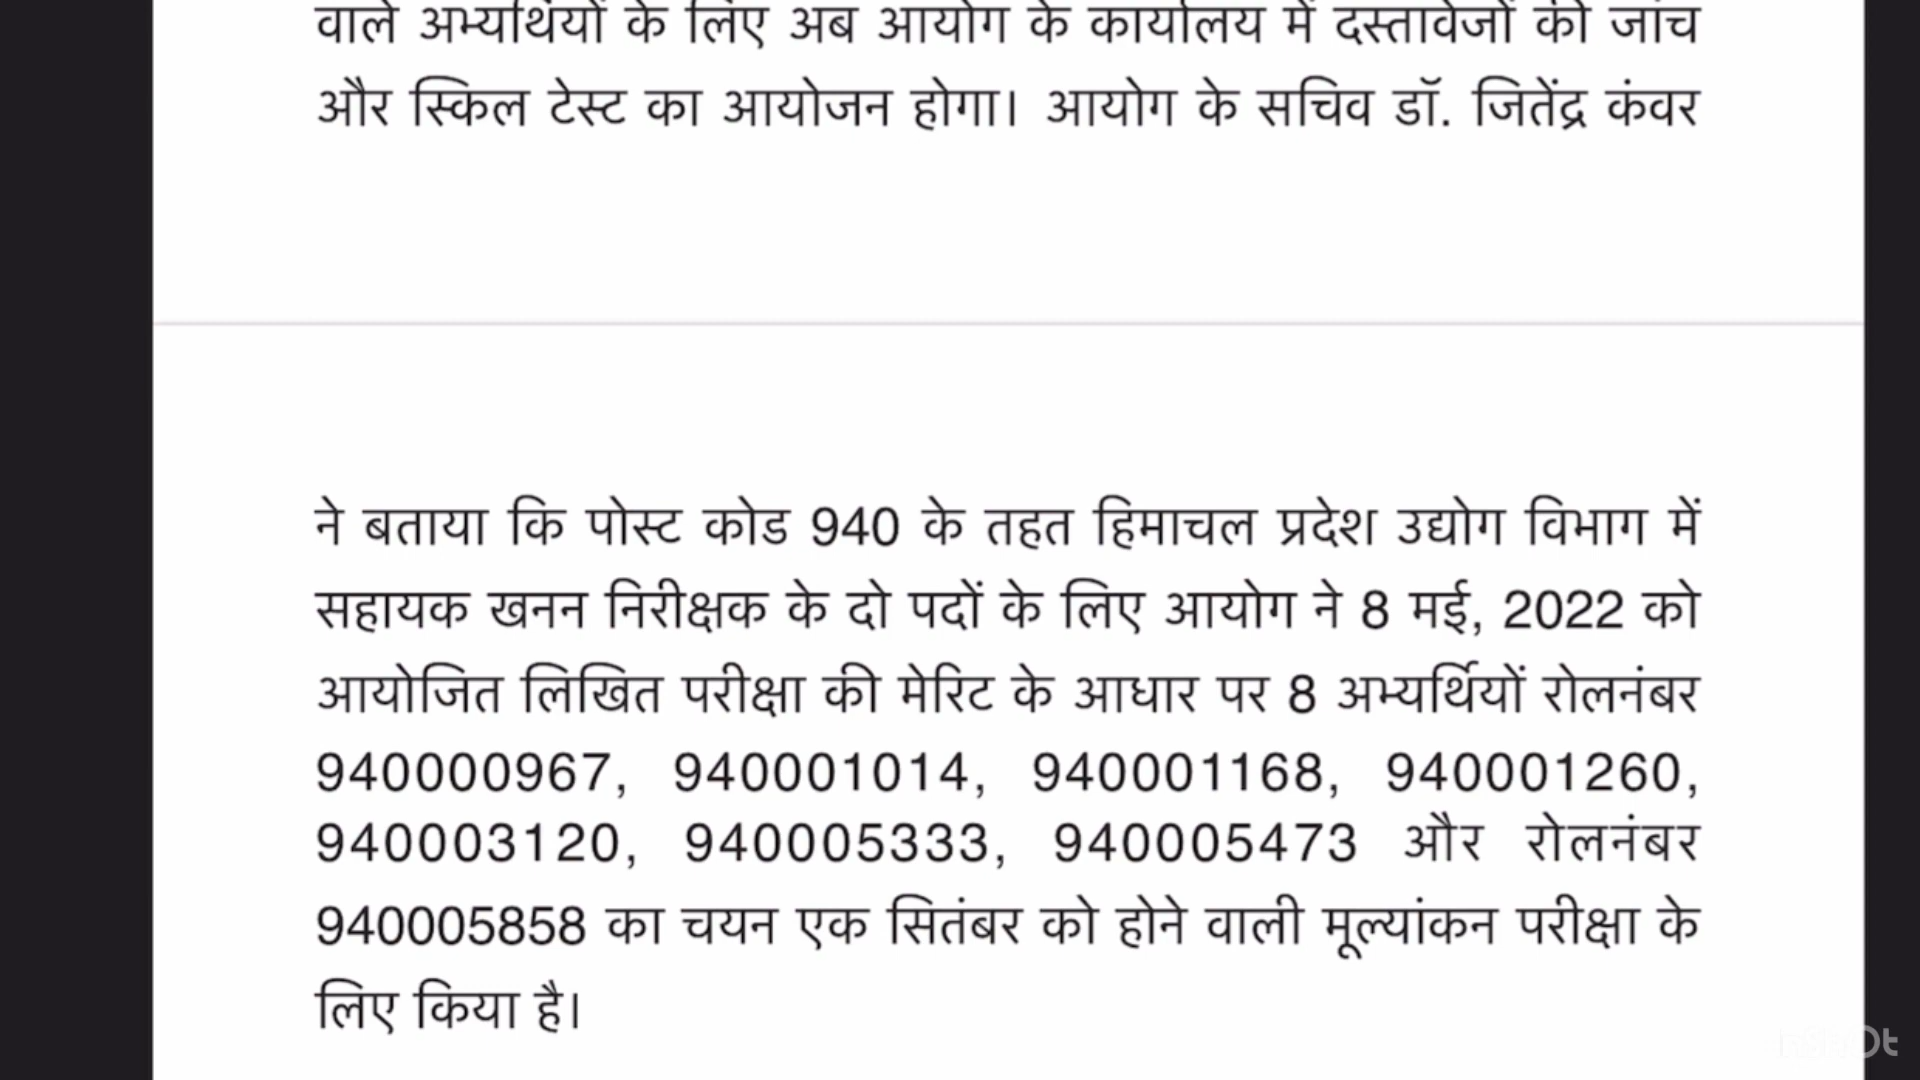 वाले अभ्यर्थियों के लिए अब आयोग के कार्यालय में दस्तावेजों की जांच
और स्किल टेस्ट का आयोजन होगा। आयोग के सचिव डॉ. जितेंद्र कंवर
ने बताया कि पोस्ट कोड 940 के तहत हिमाचल प्रदेश उद्योग विभाग में
सहायक खनन निरीक्षक के दो पदों के लिए आयोग ने 8 मई, 2022 को
आयोजित लिखित परीक्षा की मेरिट के आधार पर 8 अभ्यर्थियों रोलनंबर
940000967, 940001014, 940001168, 940001260,
940003120, 940005333, 940005473 और रोलनंबर
940005858 का चयन एक सितंबर को होने वाली मूल्यांकन परीक्षा के
लिए किया है।